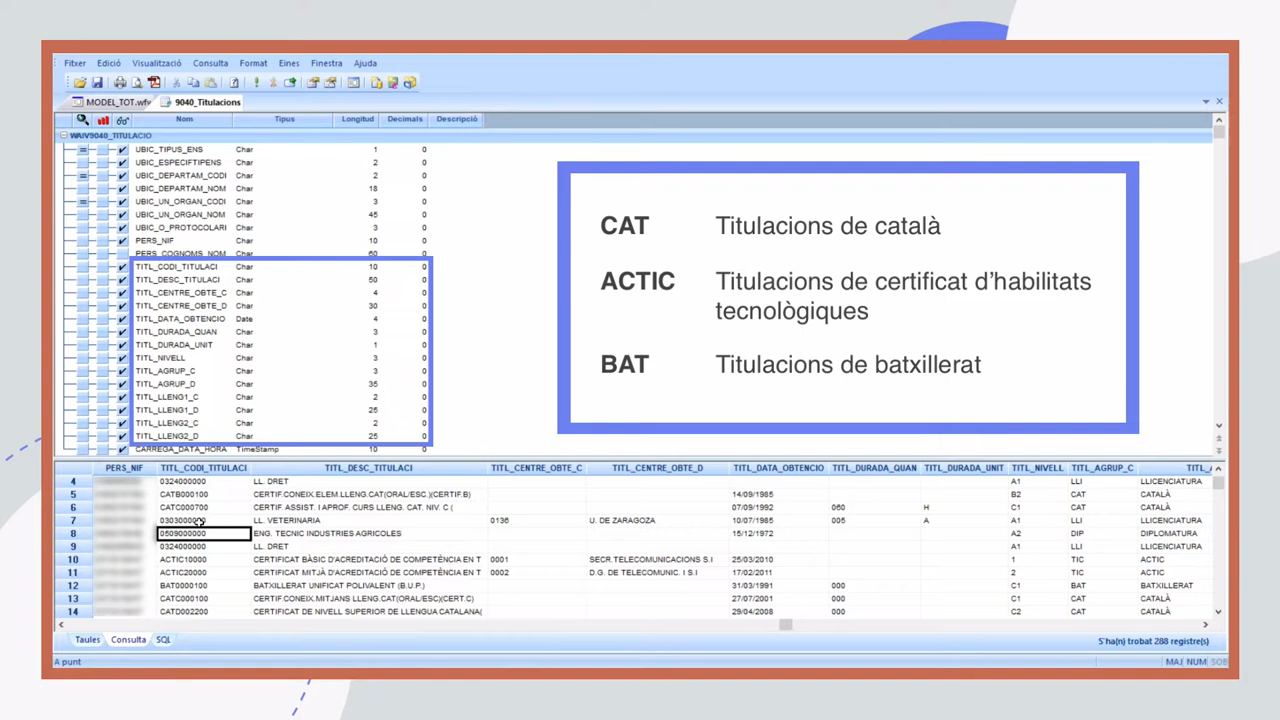 Fitxer Edició Visualització Consulta Format Eines Finestra Ajuda
MODEL_TOT.wfv 9040_Titulacions
Nom Tipus Longitud Decimals Descripció
WAIV9040_TITULACIO
UBIC_TIPUS_ENS Char 1 0
UBIC_ESPECIFTIPENS Char 2 0
UBIC_DEPARTAM_CODI Char 2 0
UBIC_DEPARTAM_NOM Char 18 0
UBIC_UN_ORGAN_CODI Char 3 0
UBIC_UN_ORGAN_NOM Char 45 0
UBIC_O_PROTOCOLARI Char 3 0
PERS_NIF Char 10 0
PERS_COGNOMS_NOM Char 60 0
TITL_CODI_TITULACI Char 10 0
TITL_DESC_TITULACI Char 50 0
TITL_CENTRE_OBTE_C Char 4 0
TITL_CENTRE_OBTE_D Char 30 0
TITL_DATA_OBTENCIO Date 4 0
TITL_DURADA_QUAN Char 3 0
TITL_DURADA_UNIT Char 1 0
TITL_NIVELL Char 3 0
TITL_AGRUP_C Char 3 0
TITL_AGRUP_D Char 35 0
TITL_LLENG1_C Char 2 0
TITL_LLENG1_D Char 25 0
TITL_LLENG2_C Char 2 0
TITL_LLENG2_D Char 25 0
CARREGA_DATA_HORA TimeStamp 10 0
CAT Titulacions de català
ACTIC Titulacions de certificat d'habilitats
tecnològiques
BAT Titulacions de batxillerat
PERS_NIF TITL_CODI_TITULACI TITL_DESC_TITULACI TITL_CENTRE_OBTE_C TITL_CENTRE_OBTE_D TITL_DATA_OBTENCIO TITL_DURADA_QUAN TITL_DURADA_UNIT TITL_NIVELL TITL_AGRUP_C TITL_A
4 0324000000 LL. DRET A1 LLI LLICENCIATURA
5 CATB000100 CERTIF.CONEIX.ELEM.LLENG.CAT(ORAL/ESC.)(CERTIF.B) 14/09/1985 B2 CAT CATALÀ
6 CATC000700 CERTIF. ASSIST. I APROF. CURS LLENG. CAT. NIV. C ( 07/09/1992 060 H C1 CAT CATALÀ
7 0303000000 LL. VETERINARIA 0136 U. DE ZARAGOZA 10/07/1985 005 A A1 LLI LLICENCIATURA
8 0509000000 ENG. TECNIC INDUSTRIES AGRICOLES 15/12/1972 A2 DIP DIPLOMATURA
9 0324000000 LL. DRET A1 LLI LLICENCIATURA
10 ACTIC10000 CERTIFICAT BÀSIC D'ACREDITACIÓ DE COMPETÈNCIA EN T 0001 SECR.TELECOMUNICACIONS S.I 25/03/2010 1 TIC ACTIC
11 ACTIC20000 CERTIFICAT MITJÀ D'ACREDITACIÓ DE COMPETÈNCIA EN T 0002 D.G. DE TELECOMUNIC. I S.I 17/02/2011 2 TIC ACTIC
12 BAT0000100 BATXILLERAT UNIFICAT POLIVALENT (B.U.P.) 31/03/1991 000 C1 BAT BATXILLERAT
13 CATC000100 CERTIF.CONEIX.MITJANS LLENG.CAT(ORAL/ESC)(CERT.C) 20/07/2001 000 C1 CAT CATALÀ
14 CATD002200 CERTIFICAT DE NIVELL SUPERIOR DE LLENGUA CATALANA( 29/04/2008 000 C2 CAT CATALÀ
Taules Consulta SQL S'ha(n) trobat 288 registre(s)
A punt MAJ NUM SOB